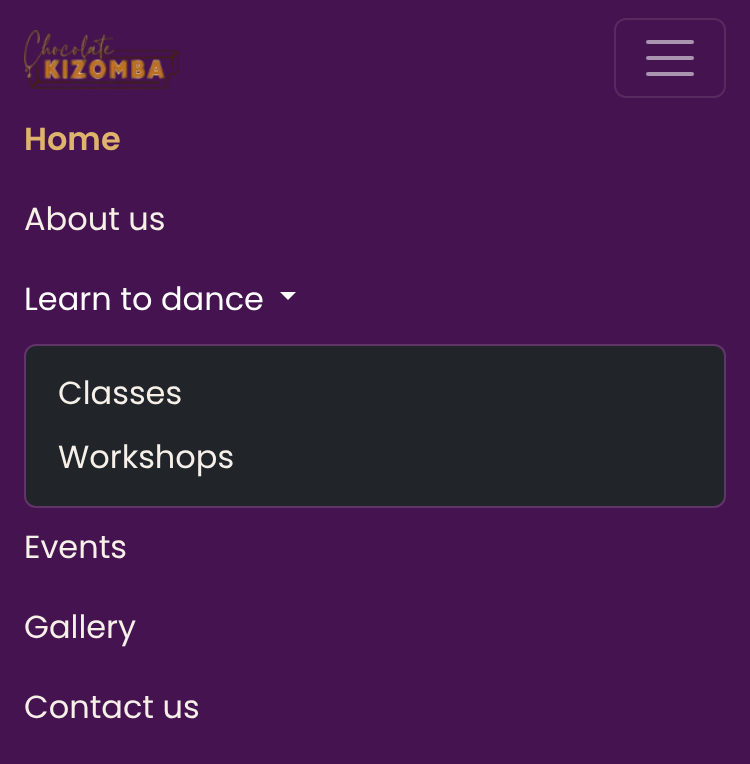 Chocolate
KIZOMBA
Home
About us
Learn to dance
Classes
Workshops
Events
Gallery
Contact us